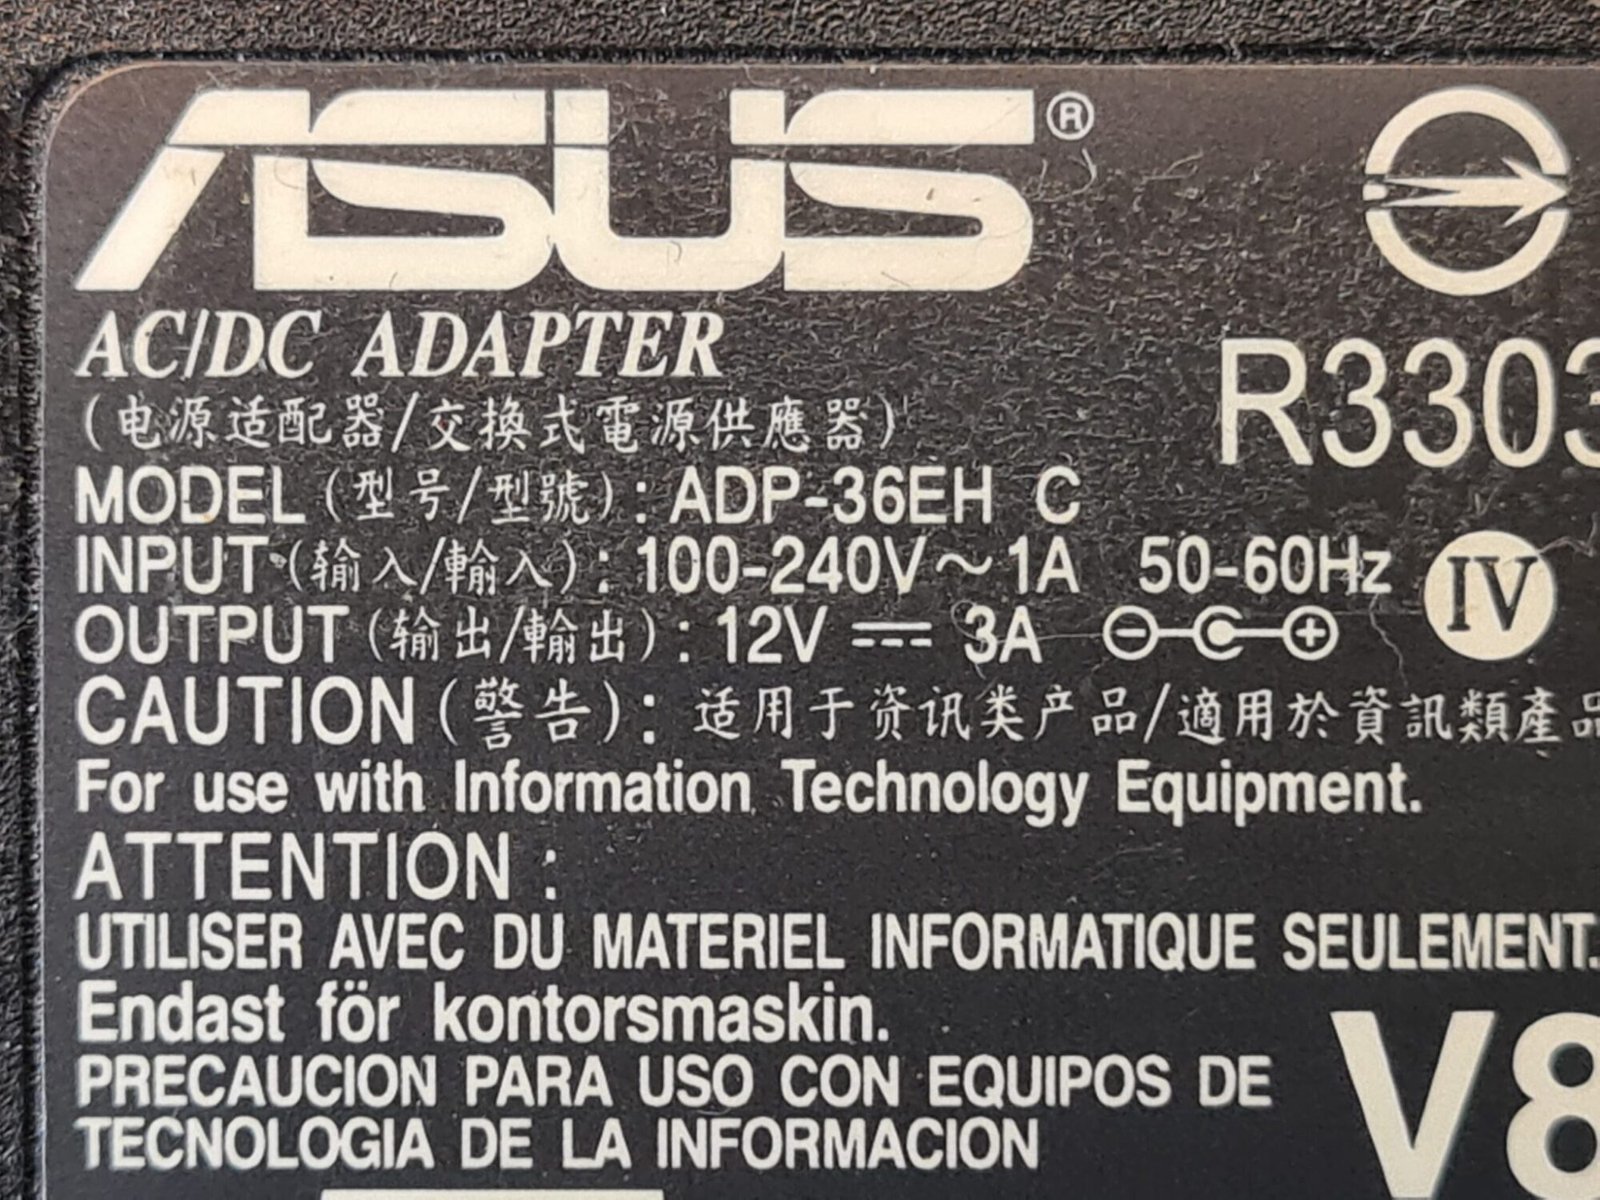 ASUS®
AC/DC ADAPTER
(电源适配器/交換式電源供應器)
R3303
MODEL (型号/型號) : ADP-36EH C
INPUT (输入/輸入) : 100-240V～1A 50-60Hz IV
OUTPUT (输出/輸出) : 12V ⎓ 3A
CAUTION (警告) : 适用于资讯类产品/適用於資訊類產品
For use with Information Technology Equipment.
ATTENTION :
UTILISER AVEC DU MATERIEL INFORMATIQUE SEULEMENT.
Endast för kontorsmaskin.
PRECAUCION PARA USO CON EQUIPOS DE
TECNOLOGIA DE LA INFORMACION
V8